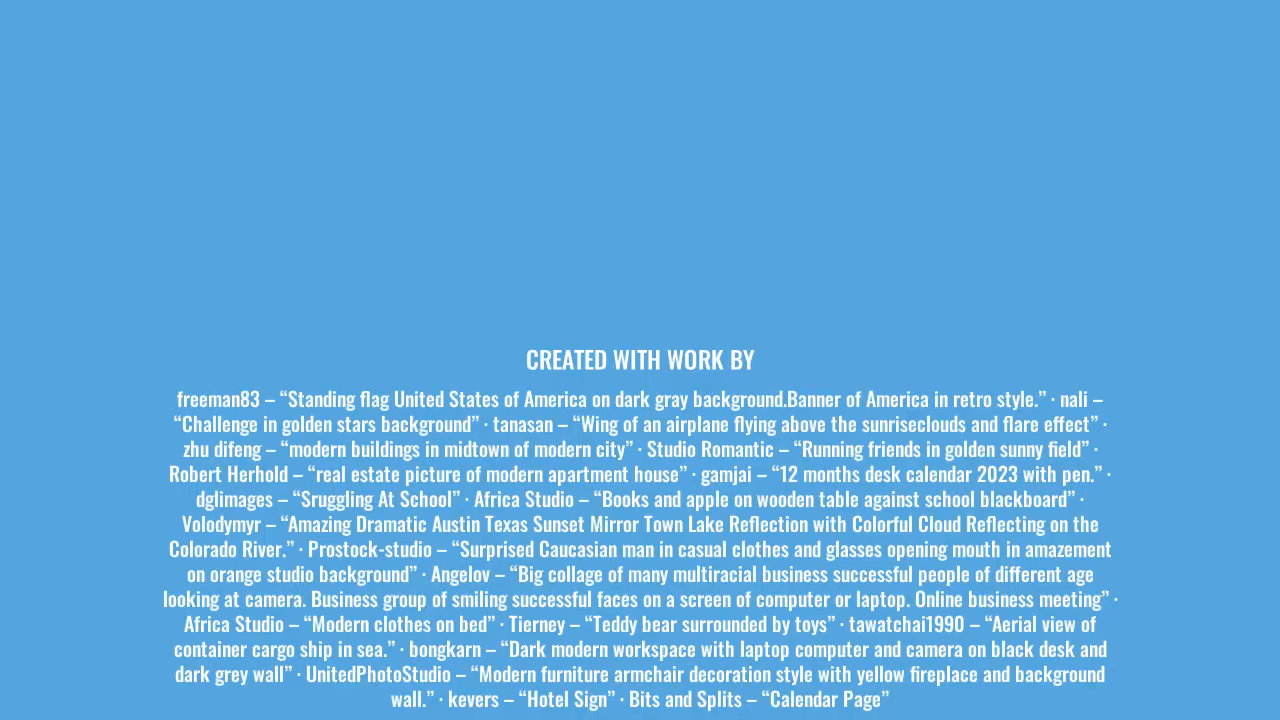 CREATED WITH WORK BY
freeman83 – “Standing flag United States of America on dark gray background.Banner of America in retro style.” · nali –
“Challenge in golden stars background” · tanasan – “Wing of an airplane flying above the sunriseclouds and flare effect” ·
zhu difeng – “modern buildings in midtown of modern city” · Studio Romantic – “Running friends in golden sunny field” ·
Robert Herhold – “real estate picture of modern apartment house” · gamjai – “12 months desk calendar 2023 with pen.” ·
dglimages – “Sruggling At School” · Africa Studio – “Books and apple on wooden table against school blackboard” ·
Volodymyr – “Amazing Dramatic Austin Texas Sunset Mirror Town Lake Reflection with Colorful Cloud Reflecting on the
Colorado River.” · Prostock-studio – “Surprised Caucasian man in casual clothes and glasses opening mouth in amazement
on orange studio background” · Angelov – “Big collage of many multiracial business successful people of different age
looking at camera. Business group of smiling successful faces on a screen of computer or laptop. Online business meeting” ·
Africa Studio – “Modern clothes on bed” · Tierney – “Teddy bear surrounded by toys” · tawatchai1990 – “Aerial view of
container cargo ship in sea.” · bongkarn – “Dark modern workspace with laptop computer and camera on black desk and
dark grey wall” · UnitedPhotoStudio – “Modern furniture armchair decoration style with yellow fireplace and background
wall.” · kevers – “Hotel Sign” · Bits and Splits – “Calendar Page”